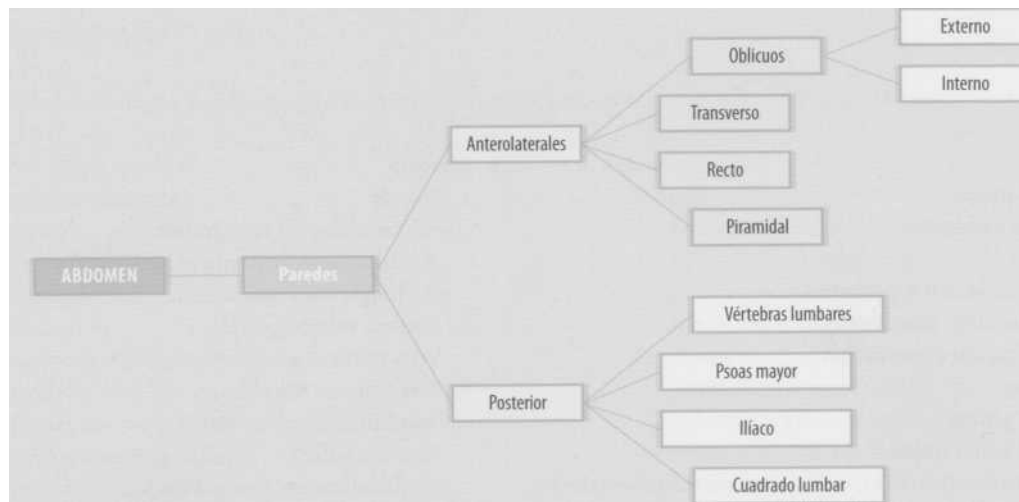 ABDOMEN
Paredes
Anterolaterales
Oblicuos
Externo
Interno
Transverso
Recto
Piramidal
Posterior
Vértebras lumbares
Psoas mayor
Ilíaco
Cuadrado lumbar